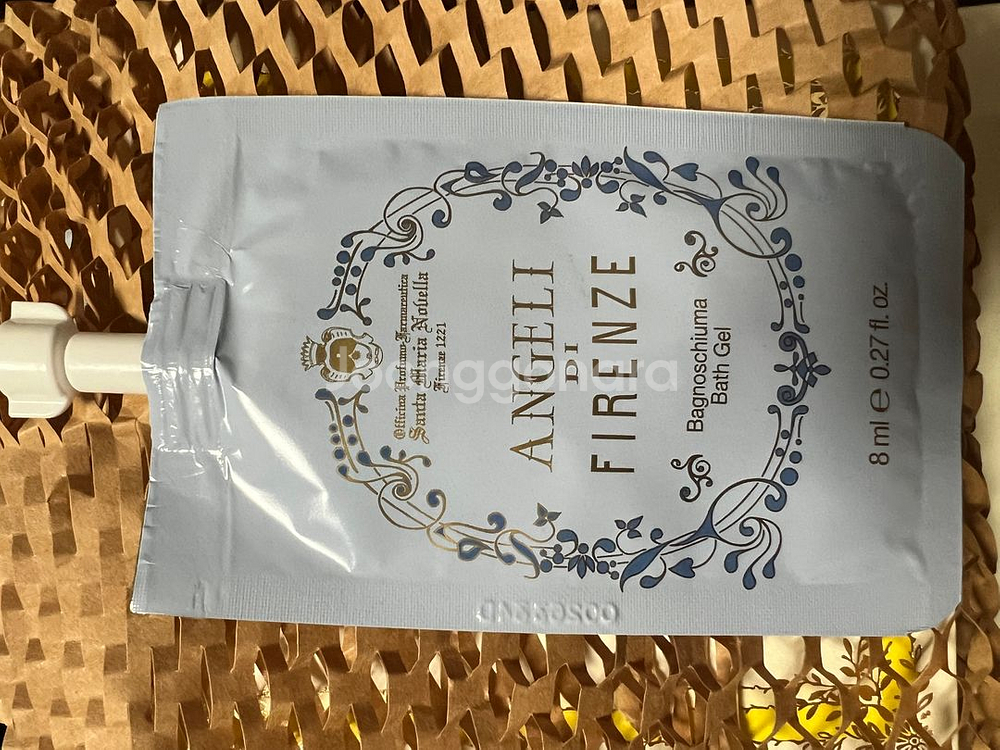 Officina Profumo-Farmaceutica
Santa Maria Novella
Firenze 1221
ANGELI
DI
FIRENZE
Bagnoschiuma
Bath Gel
8 ml e 0.27 fl. oz.